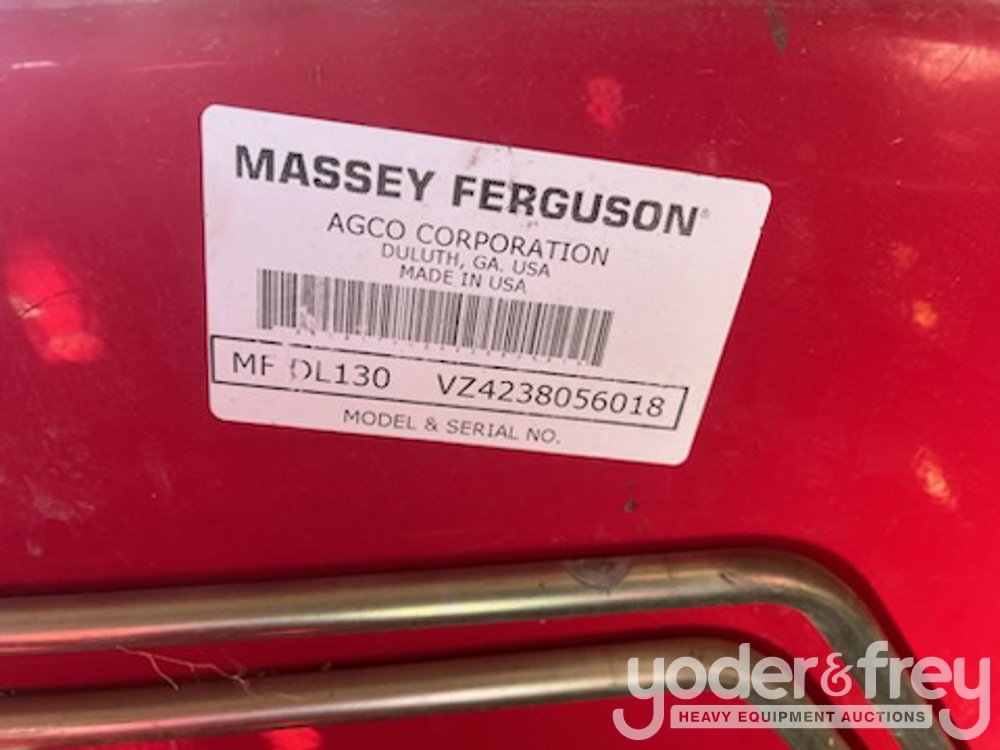 MASSEY FERGUSON®
AGCO CORPORATION
DULUTH, GA. USA
MADE IN USA
MF DL130 VZ4238056018
MODEL & SERIAL NO.
yoder&frey
HEAVY EQUIPMENT AUCTIONS